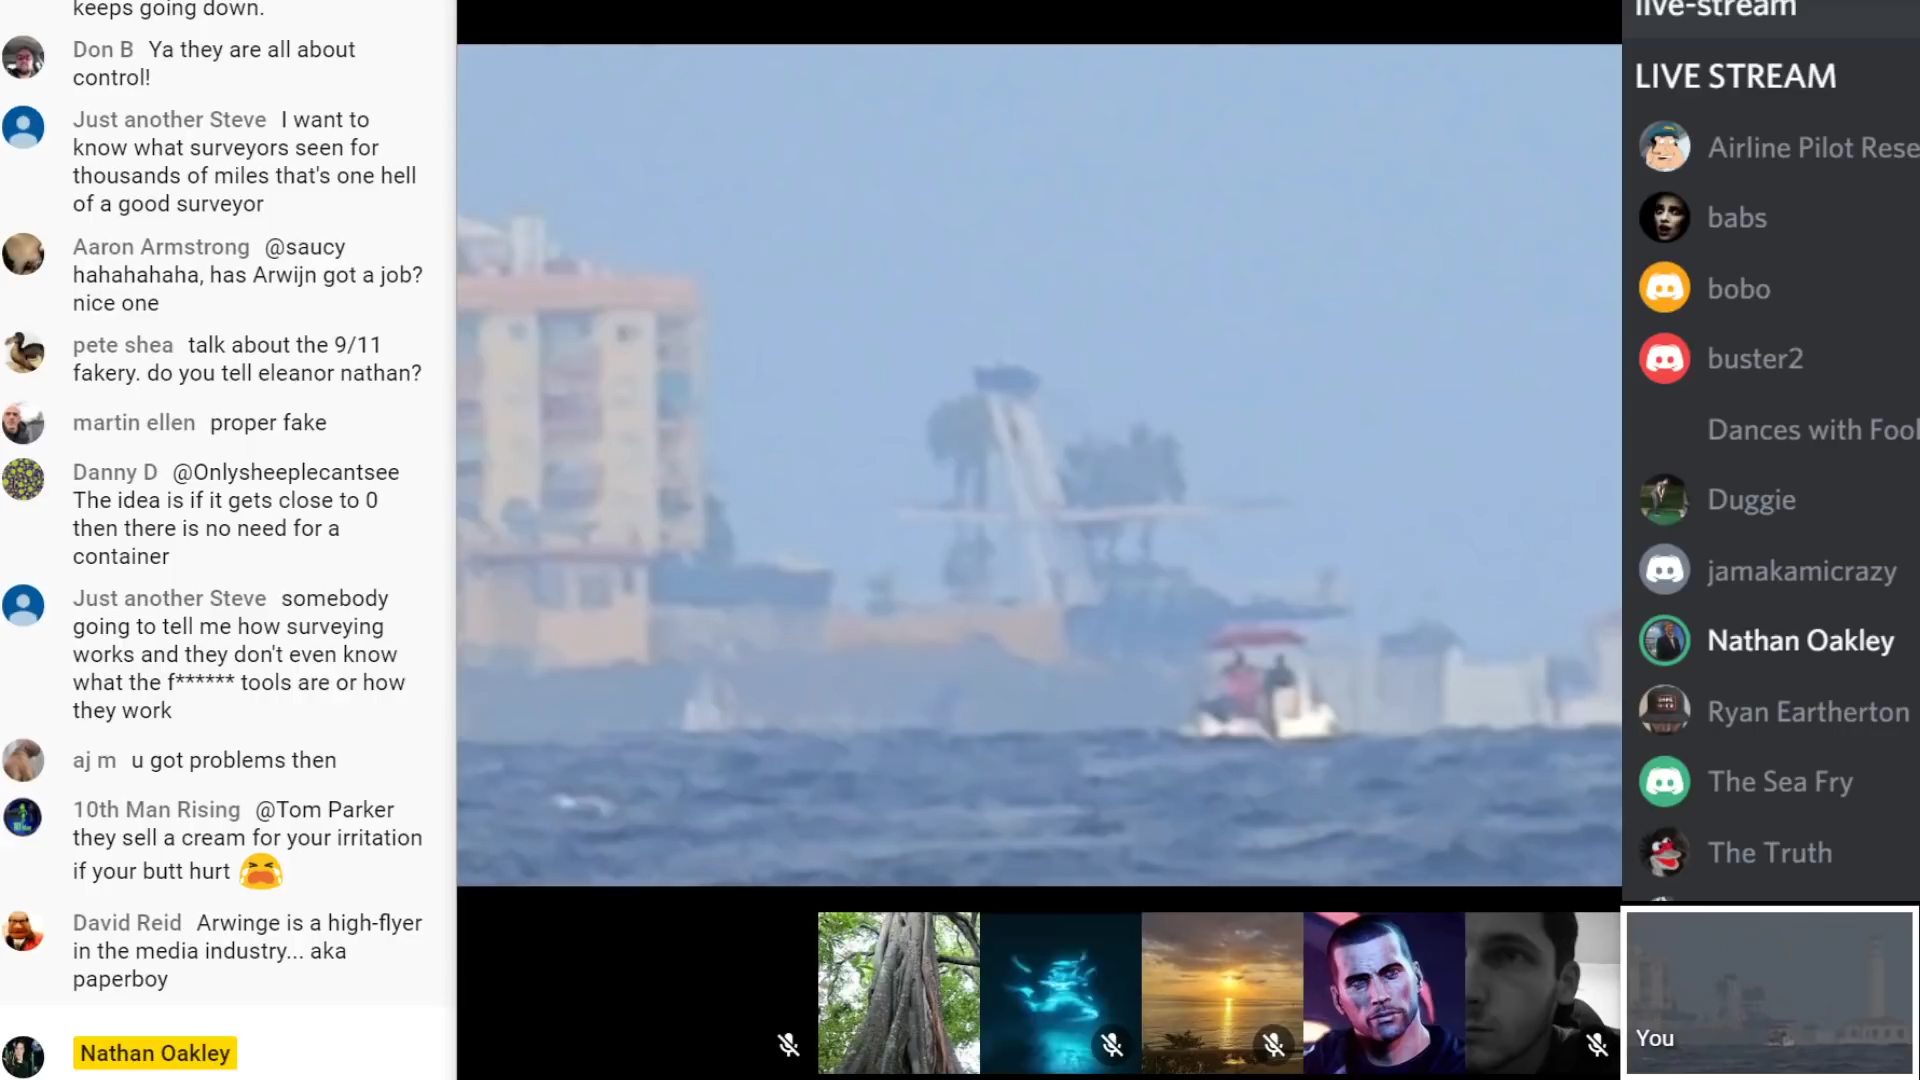 keeps going down.
Don B Ya they are all about
control!
Just another Steve I want to
know what surveyors seen for
thousands of miles that's one hell
of a good surveyor
Aaron Armstrong @saucy
hahahahaha, has Arwijn got a job?
nice one
pete shea talk about the 9/11
fakery. do you tell eleanor nathan?
martin ellen proper fake
Danny D @Onlysheeplecantsee
The idea is if it gets close to 0
then there is no need for a
container
Just another Steve somebody
going to tell me how surveying
works and they don't even know
what the f****** tools are or how
they work
aj m u got problems then
10th Man Rising @Tom Parker
they sell a cream for your irritation
if your butt hurt
David Reid Arwinge is a high-flyer
in the media industry... aka
paperboy
Nathan Oakley
live-stream
LIVE STREAM
Airline Pilot Rese
babs
bobo
buster2
Dances with Fool
Duggie
jamakamicrazy
Nathan Oakley
Ryan Eartherton
The Sea Fry
The Truth
You